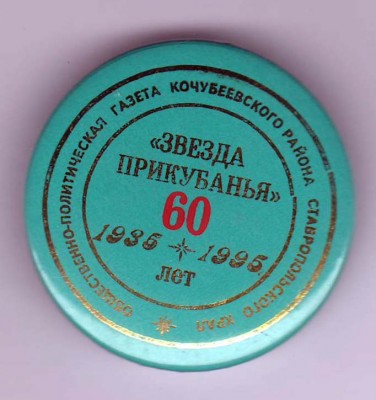 ОБЩЕСТВЕННО-ПОЛИТИЧЕСКАЯ ГАЗЕТА КОЧУБЕЕВСКОГО РАЙОНА СТАВРОПОЛЬСКОГО КРАЯ
«ЗВЕЗДА
ПРИКУБАНЬЯ»
60
1935 1995
лет